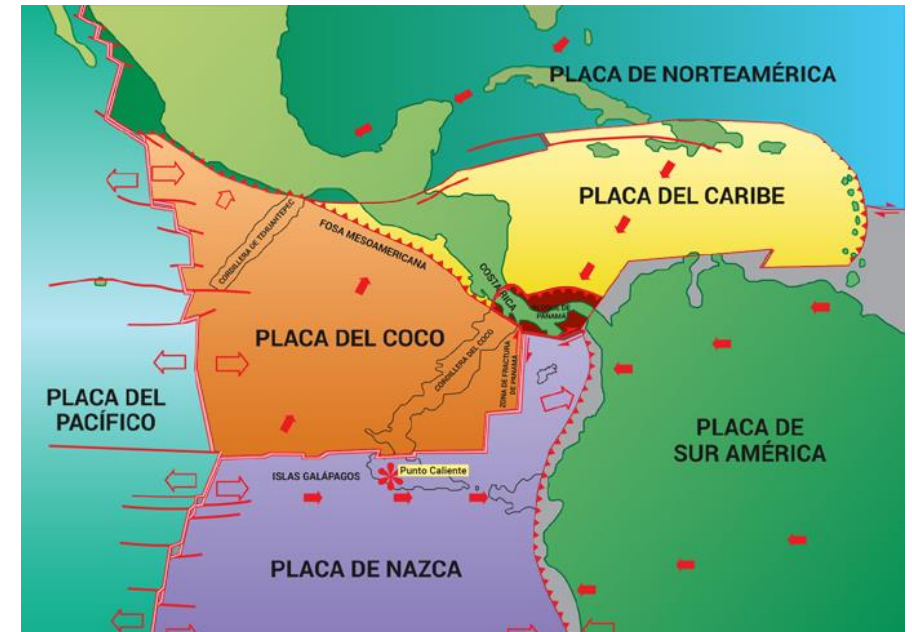 PLACA DE NORTEAMÉRICA
PLACA DEL CARIBE
CORDILLERA DE TEHUANTEPEC
FOSA MESOAMERICANA
COSTA RICA
DE
PANAMÁ
PLACA DEL COCO
CORDILLERA DEL COCO
ZONA DE FRACTURA
DE PANAMÁ
PLACA DEL
PACÍFICO
PLACA DE
SUR AMÉRICA
ISLAS GALÁPAGOS
Punto Caliente
PLACA DE NAZCA